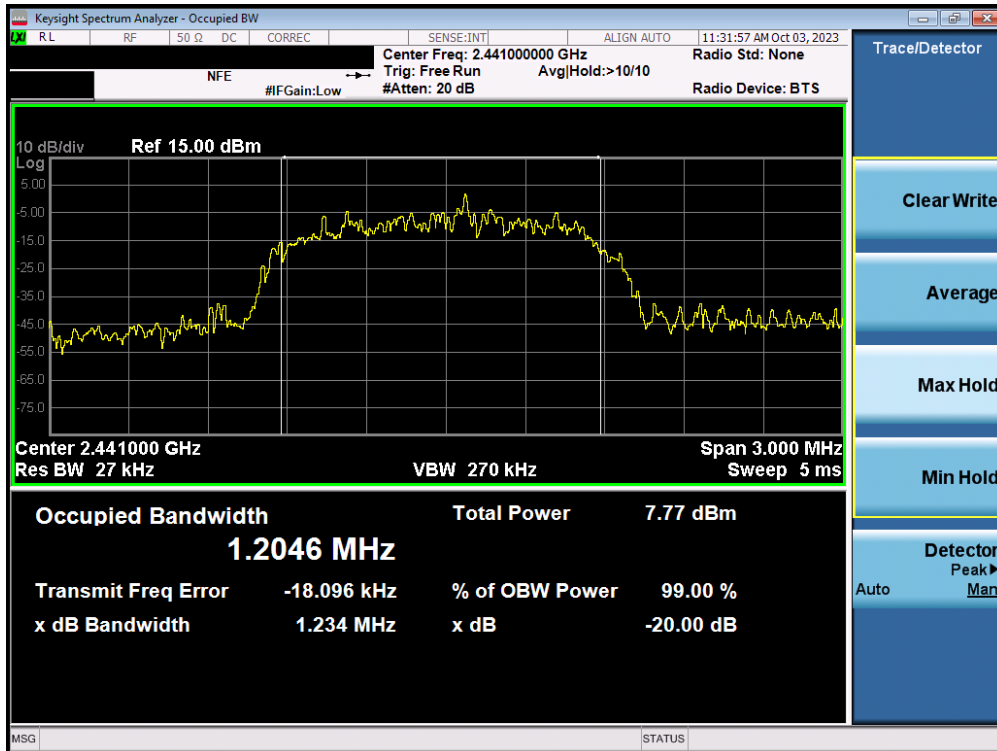 Keysight Spectrum Analyzer - Occupied BW
LXI RL RF 50 Ω DC CORREC SENSE:INT ALIGN AUTO 11:31:57 AM Oct 03, 2023
Center Freq: 2.441000000 GHz Radio Std: None
NFE Trig: Free Run Avg|Hold:>10/10
#IFGain:Low #Atten: 20 dB Radio Device: BTS
Trace/Detector
10 dB/div Ref 15.00 dBm
Log
5.00
-5.00
-15.0
-25.0
-35.0
-45.0
-55.0
-65.0
-75.0
Center 2.441000 GHz Span 3.000 MHz
Res BW 27 kHz VBW 270 kHz Sweep 5 ms
Occupied Bandwidth Total Power 7.77 dBm
1.2046 MHz
Transmit Freq Error -18.096 kHz % of OBW Power 99.00 %
x dB Bandwidth 1.234 MHz x dB -20.00 dB
Clear Write
Average
Max Hold
Min Hold
Detector
Peak▶
Auto Man
MSG STATUS